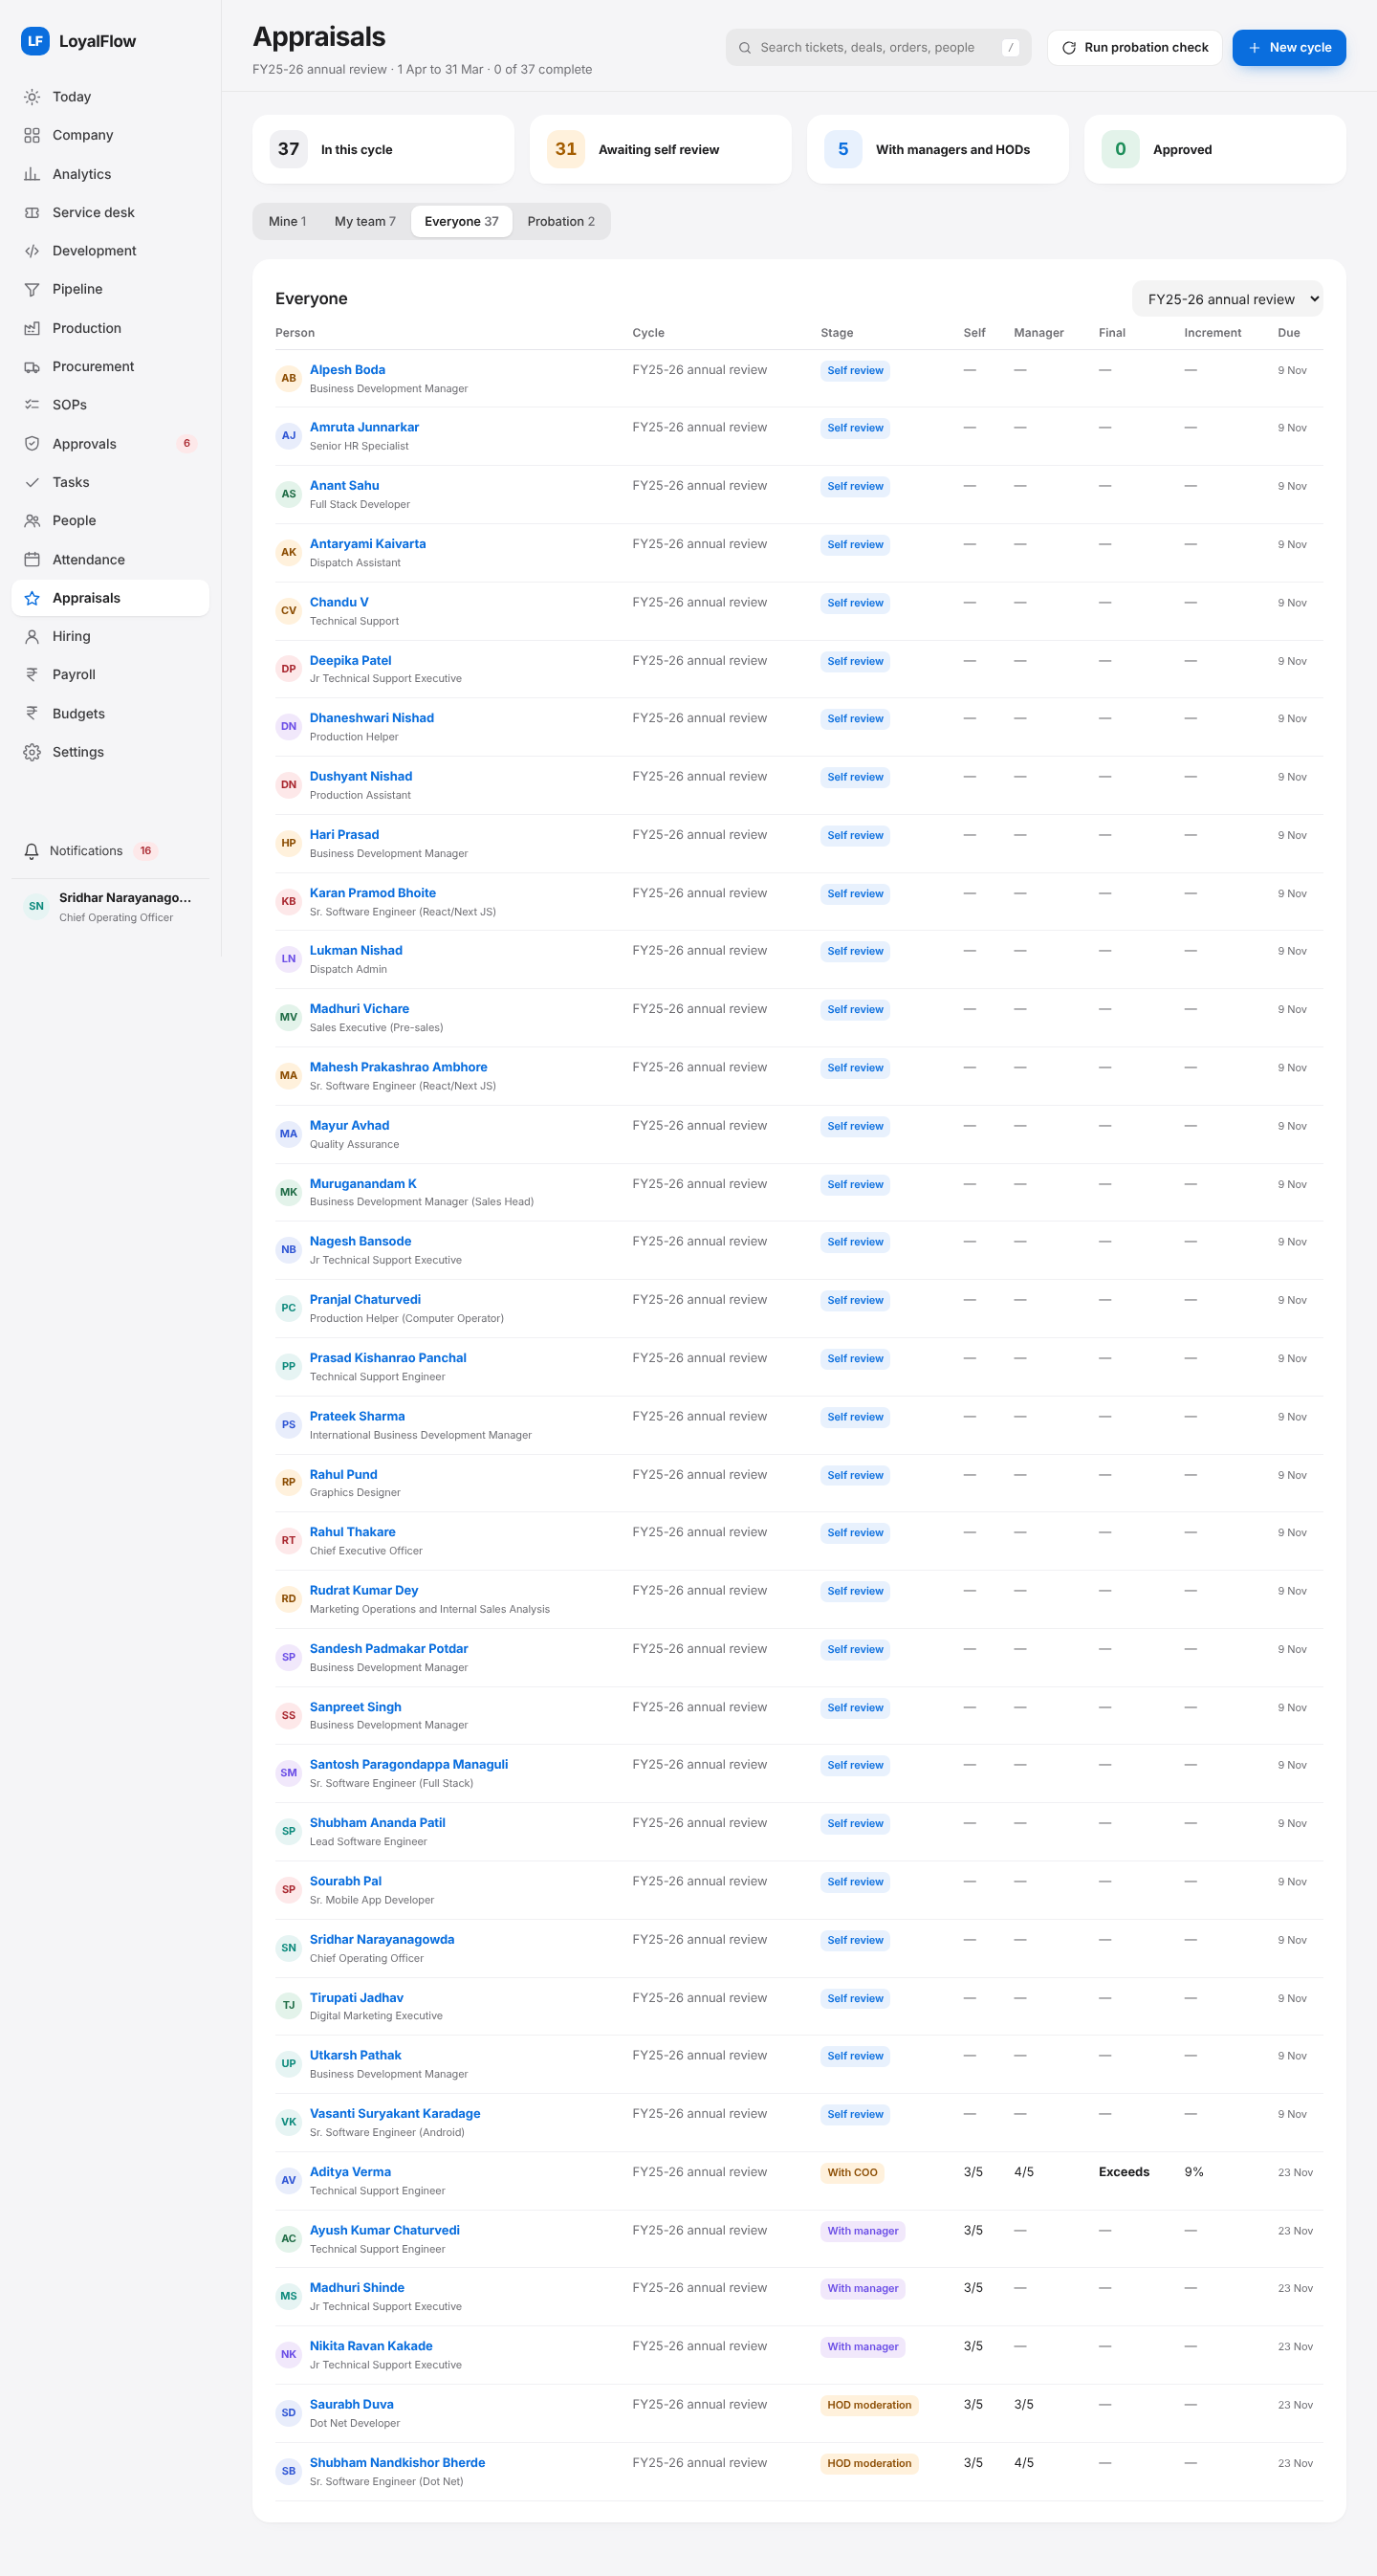 LF LoyalFlow
Today
Company
Analytics
Service desk
Development
Pipeline
Production
Procurement
SOPs
Approvals 6
Tasks
People
Attendance
Appraisals
Hiring
Payroll
Budgets
Settings
Notifications 16
SN Sridhar Narayanago...
Chief Operating Officer
Appraisals
FY25-26 annual review · 1 Apr to 31 Mar · 0 of 37 complete
Search tickets, deals, orders, people /
Run probation check
New cycle
37 In this cycle
31 Awaiting self review
5 With managers and HODs
0 Approved
Mine 1 My team 7 Everyone 37 Probation 2
Everyone
FY25-26 annual review
Person Cycle Stage Self Manager Final Increment Due
AB Alpesh Boda FY25-26 annual review Self review — — — — 9 Nov
Business Development Manager
AJ Amruta Junnarkar FY25-26 annual review Self review — — — — 9 Nov
Senior HR Specialist
AS Anant Sahu FY25-26 annual review Self review — — — — 9 Nov
Full Stack Developer
AK Antaryami Kaivarta FY25-26 annual review Self review — — — — 9 Nov
Dispatch Assistant
CV Chandu V FY25-26 annual review Self review — — — — 9 Nov
Technical Support
DP Deepika Patel FY25-26 annual review Self review — — — — 9 Nov
Jr Technical Support Executive
DN Dhaneshwari Nishad FY25-26 annual review Self review — — — — 9 Nov
Production Helper
DN Dushyant Nishad FY25-26 annual review Self review — — — — 9 Nov
Production Assistant
HP Hari Prasad FY25-26 annual review Self review — — — — 9 Nov
Business Development Manager
KB Karan Pramod Bhoite FY25-26 annual review Self review — — — — 9 Nov
Sr. Software Engineer (React/Next JS)
LN Lukman Nishad FY25-26 annual review Self review — — — — 9 Nov
Dispatch Admin
MV Madhuri Vichare FY25-26 annual review Self review — — — — 9 Nov
Sales Executive (Pre-sales)
MA Mahesh Prakashrao Ambhore FY25-26 annual review Self review — — — — 9 Nov
Sr. Software Engineer (React/Next JS)
MA Mayur Avhad FY25-26 annual review Self review — — — — 9 Nov
Quality Assurance
MK Muruganandam K FY25-26 annual review Self review — — — — 9 Nov
Business Development Manager (Sales Head)
NB Nagesh Bansode FY25-26 annual review Self review — — — — 9 Nov
Jr Technical Support Executive
PC Pranjal Chaturvedi FY25-26 annual review Self review — — — — 9 Nov
Production Helper (Computer Operator)
PP Prasad Kishanrao Panchal FY25-26 annual review Self review — — — — 9 Nov
Technical Support Engineer
PS Prateek Sharma FY25-26 annual review Self review — — — — 9 Nov
International Business Development Manager
RP Rahul Pund FY25-26 annual review Self review — — — — 9 Nov
Graphics Designer
RT Rahul Thakare FY25-26 annual review Self review — — — — 9 Nov
Chief Executive Officer
RD Rudrat Kumar Dey FY25-26 annual review Self review — — — — 9 Nov
Marketing Operations and Internal Sales Analysis
SP Sandesh Padmakar Potdar FY25-26 annual review Self review — — — — 9 Nov
Business Development Manager
SS Sanpreet Singh FY25-26 annual review Self review — — — — 9 Nov
Business Development Manager
SM Santosh Paragondappa Managuli FY25-26 annual review Self review — — — — 9 Nov
Sr. Software Engineer (Full Stack)
SP Shubham Ananda Patil FY25-26 annual review Self review — — — — 9 Nov
Lead Software Engineer
SP Sourabh Pal FY25-26 annual review Self review — — — — 9 Nov
Sr. Mobile App Developer
SN Sridhar Narayanagowda FY25-26 annual review Self review — — — — 9 Nov
Chief Operating Officer
TJ Tirupati Jadhav FY25-26 annual review Self review — — — — 9 Nov
Digital Marketing Executive
UP Utkarsh Pathak FY25-26 annual review Self review — — — — 9 Nov
Business Development Manager
VK Vasanti Suryakant Karadage FY25-26 annual review Self review — — — — 9 Nov
Sr. Software Engineer (Android)
AV Aditya Verma FY25-26 annual review With COO 3/5 4/5 Exceeds 9% 23 Nov
Technical Support Engineer
AC Ayush Kumar Chaturvedi FY25-26 annual review With manager 3/5 — — — 23 Nov
Technical Support Engineer
MS Madhuri Shinde FY25-26 annual review With manager 3/5 — — — 23 Nov
Jr Technical Support Executive
NK Nikita Ravan Kakade FY25-26 annual review With manager 3/5 — — — 23 Nov
Jr Technical Support Executive
SD Saurabh Duva FY25-26 annual review HOD moderation 3/5 3/5 — — 23 Nov
Dot Net Developer
SB Shubham Nandkishor Bherde FY25-26 annual review HOD moderation 3/5 4/5 — — 23 Nov
Sr. Software Engineer (Dot Net)